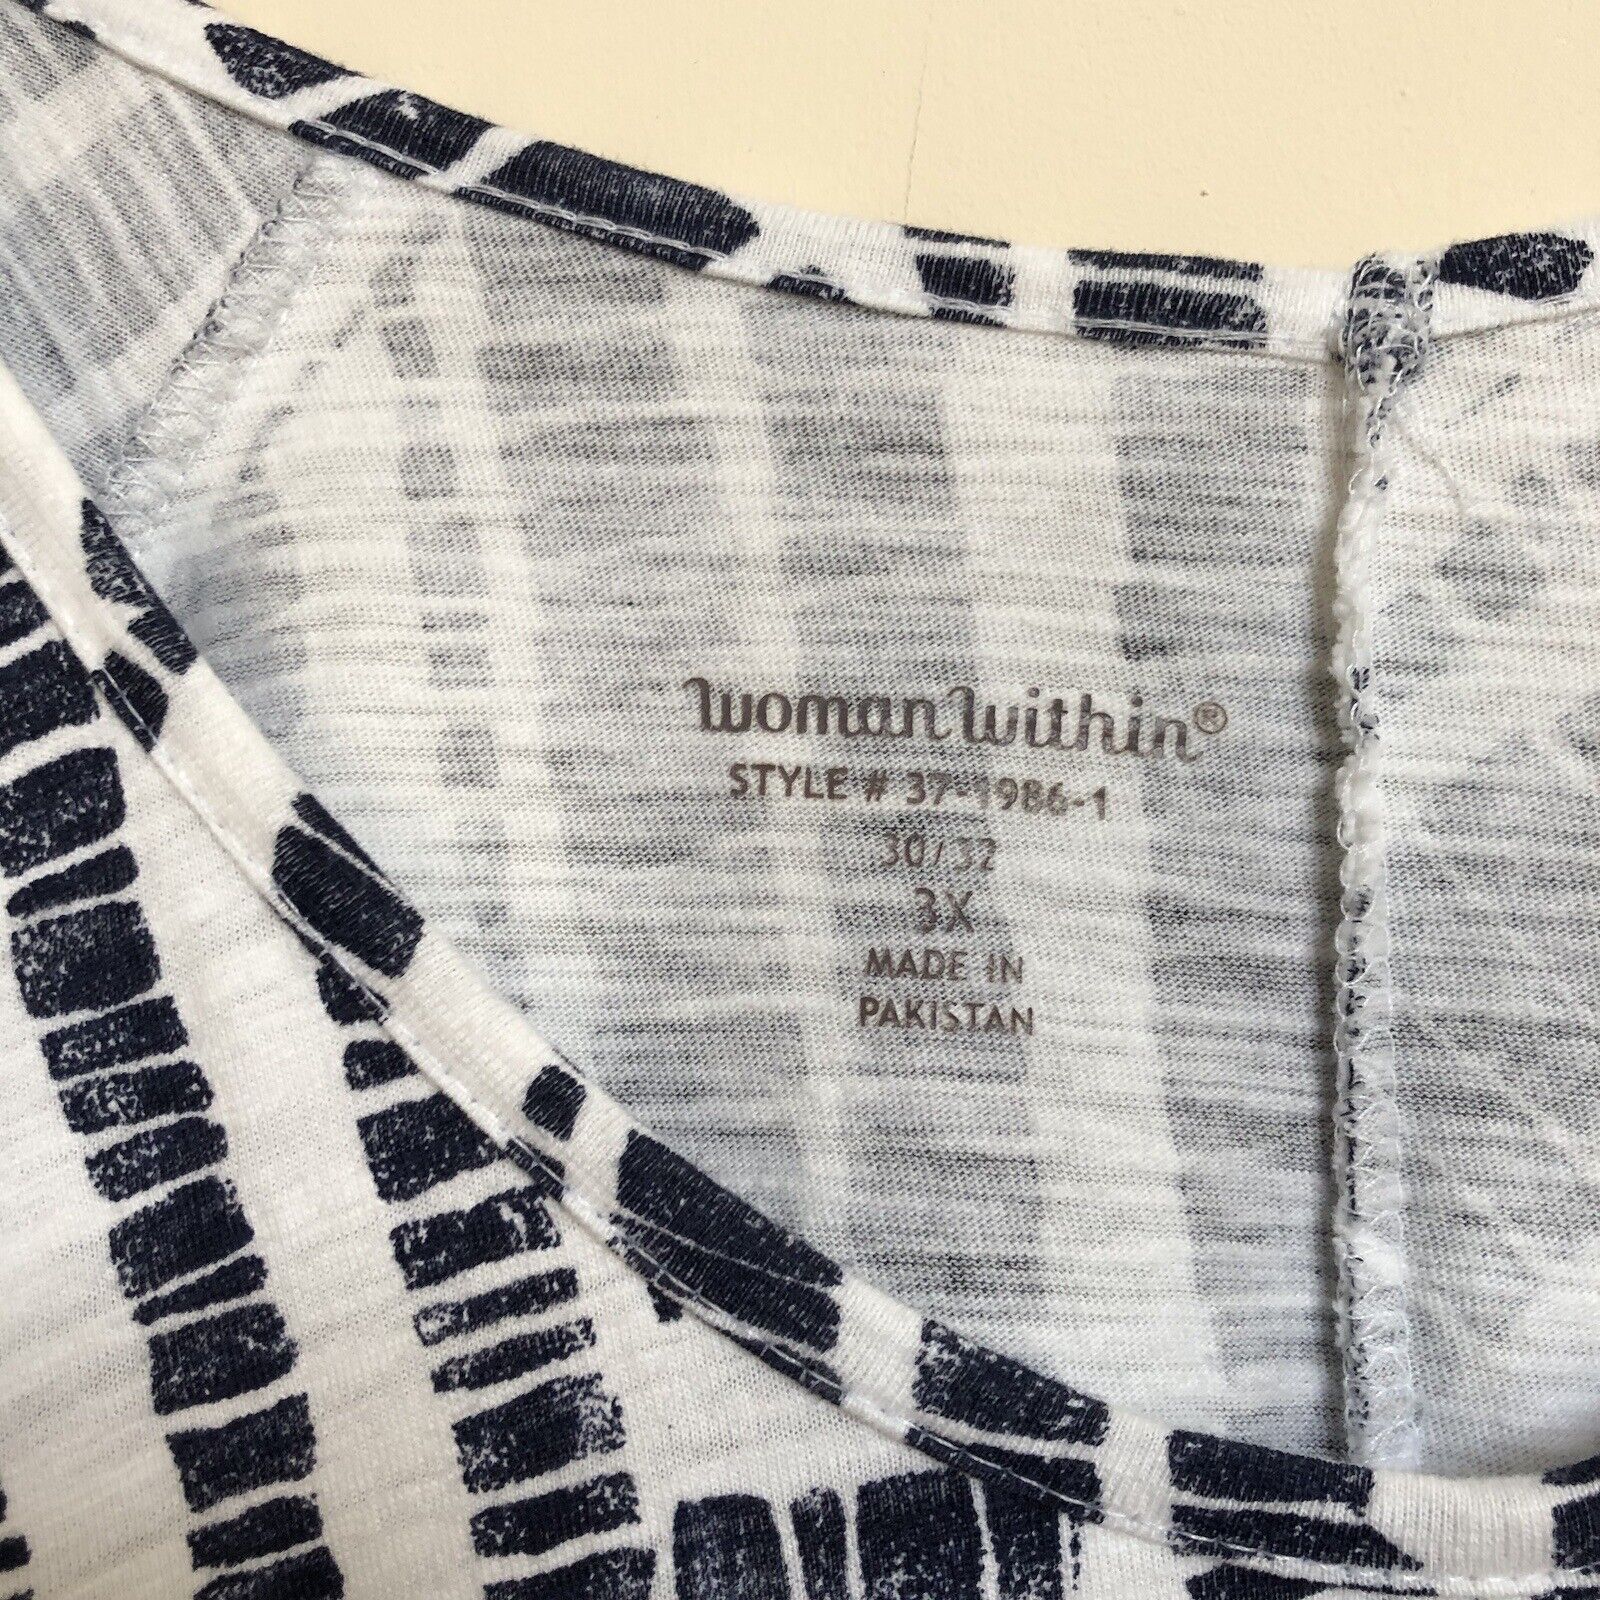 Woman Within®
STYLE # 37-1986-1
30/32
3X
MADE IN
PAKISTAN